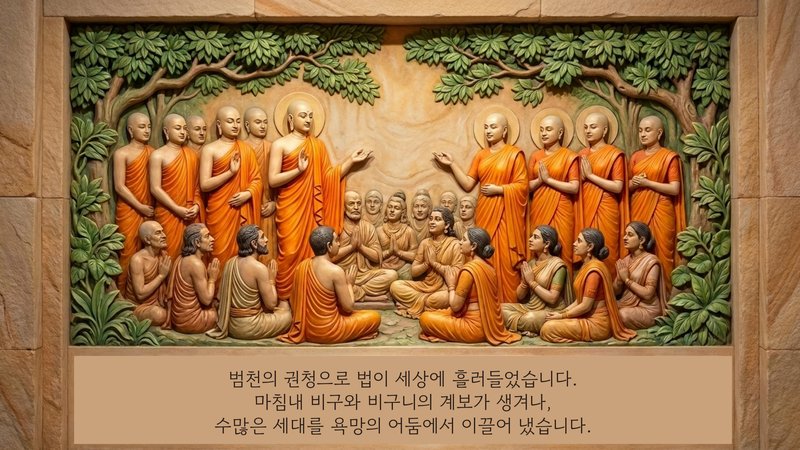 범천의 권청으로 법이 세상에 흘러들었습니다.
마침내 비구와 비구니의 계보가 생겨나,
수많은 세대를 욕망의 어둠에서 이끌어 냈습니다.